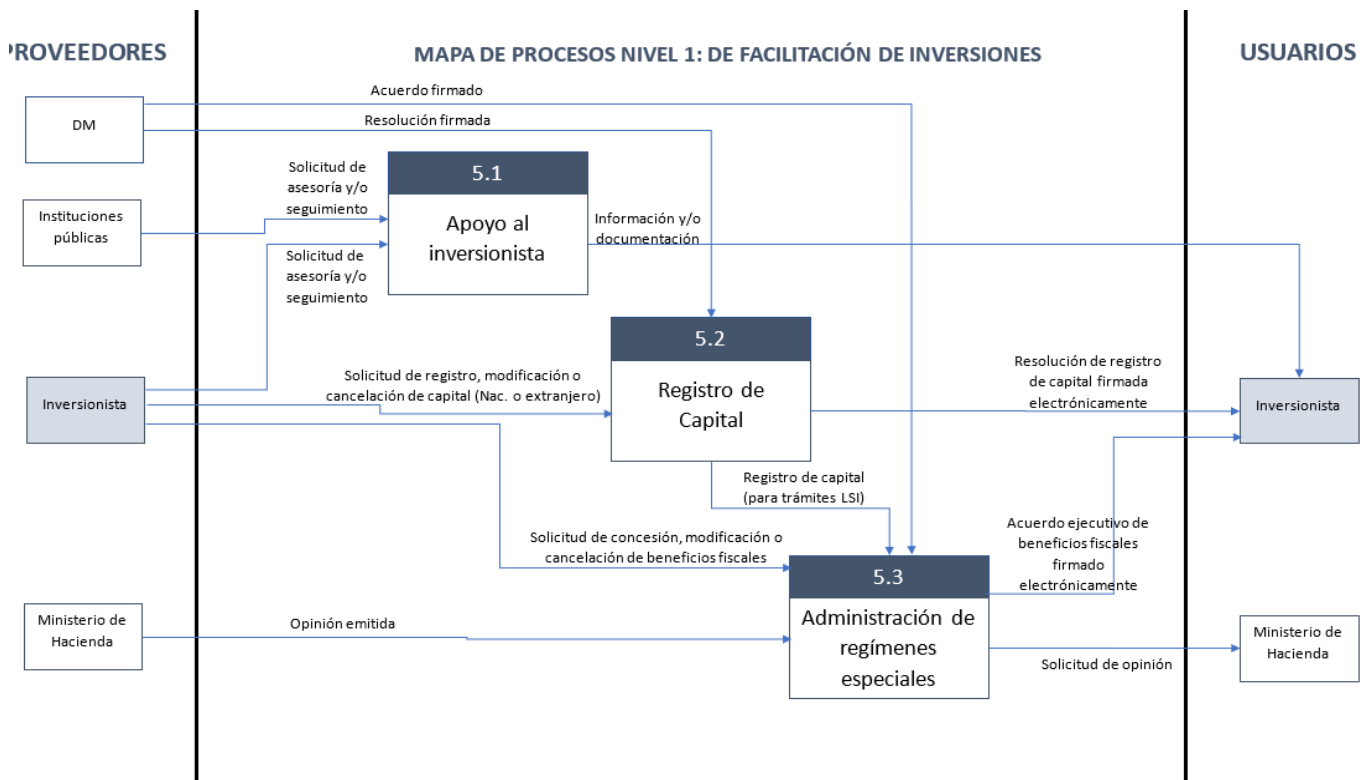 PROVEEDORES
MAPA DE PROCESOS NIVEL 1: DE FACILITACIÓN DE INVERSIONES
USUARIOS
Acuerdo firmado
DM
Resolución firmada
5.1
Apoyo al
inversionista
Solicitud de
asesoría y/o
seguimiento
Instituciones
públicas
Información y/o
documentación
Solicitud de
asesoría y/o
seguimiento
5.2
Registro de
Capital
Inversionista
Solicitud de registro, modificación o
cancelación de capital (Nac. o extranjero)
Resolución de registro
de capital firmada
electrónicamente
Inversionista
Registro de capital
(para trámites LSI)
Solicitud de concesión, modificación o
cancelación de beneficios fiscales
Acuerdo ejecutivo de
beneficios fiscales
firmado
electrónicamente
5.3
Administración de
regímenes
especiales
Ministerio de
Hacienda
Opinión emitida
Solicitud de opinión
Ministerio de
Hacienda